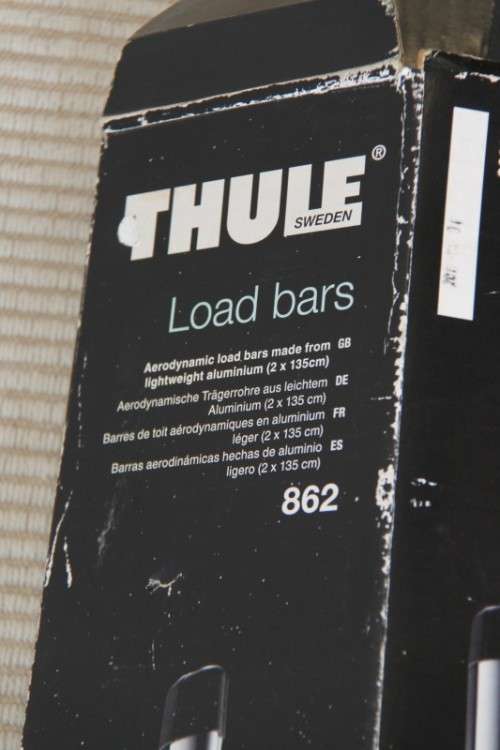 THULE®
SWEDEN
Load bars
Aerodynamic load bars made from GB
lightweight aluminium (2 x 135cm)
Aerodynamische Trägerrohre aus leichtem DE
Aluminium (2 x 135 cm)
Barres de toit aérodynamiques en aluminium FR
léger (2 x 135 cm)
Barras aerodinámicas hechas de aluminio ES
ligero (2 x 135 cm)
862